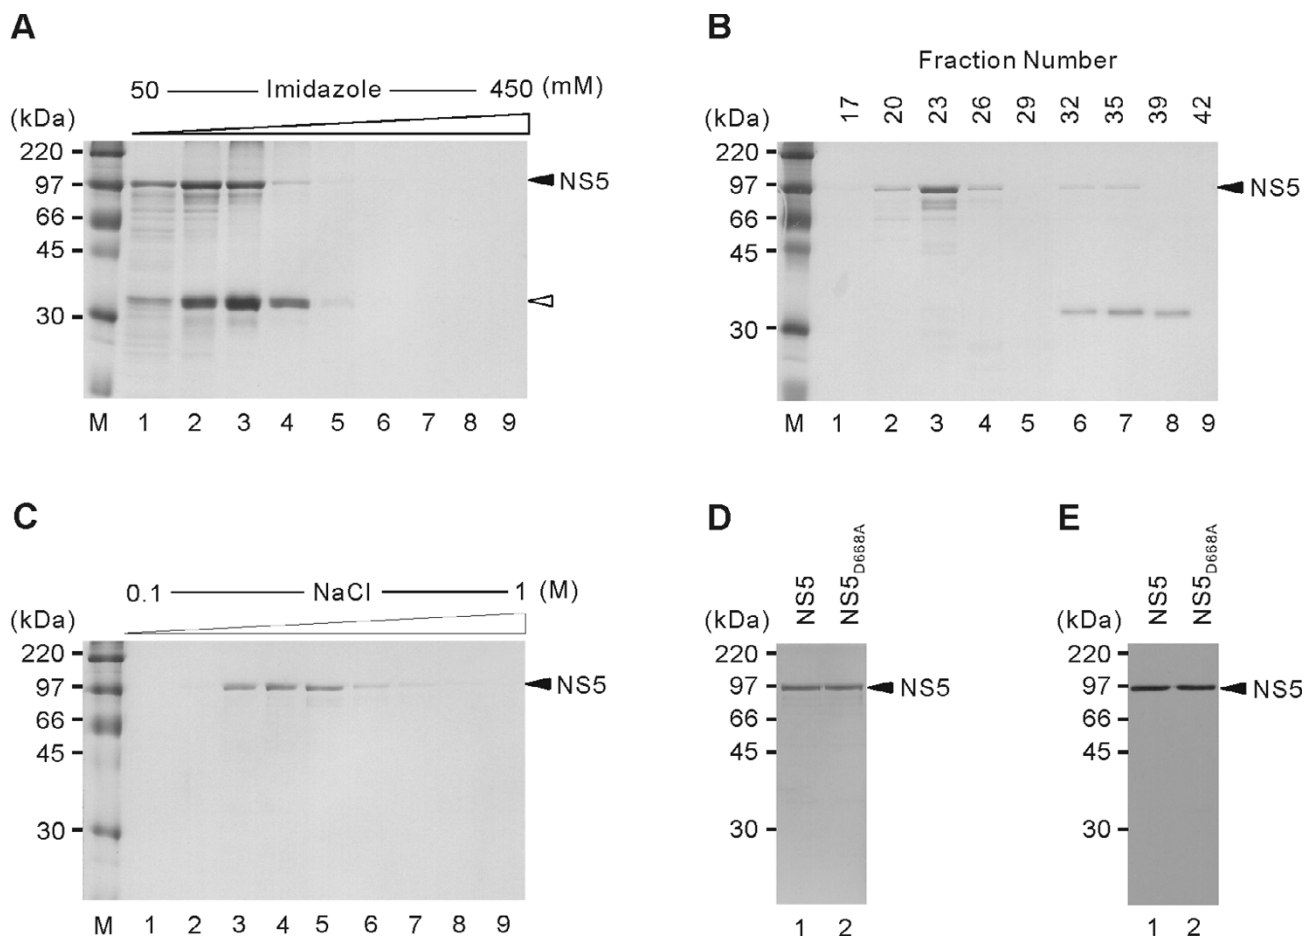 A
50 Imidazole 450 (mM)
(kDa)
220
97
66
45
30
NS5
M 1 2 3 4 5 6 7 8 9
B
Fraction Number
17 20 23 26 29 32 35 39 42
(kDa)
220
97
66
45
30
NS5
M 1 2 3 4 5 6 7 8 9
C
0.1 NaCl 1 (M)
(kDa)
220
97
66
45
30
NS5
M 1 2 3 4 5 6 7 8 9
D
NS5 NS5D668A
(kDa)
220
97
66
45
30
NS5
1 2
E
NS5 NS5D668A
(kDa)
220
97
66
45
30
NS5
1 2